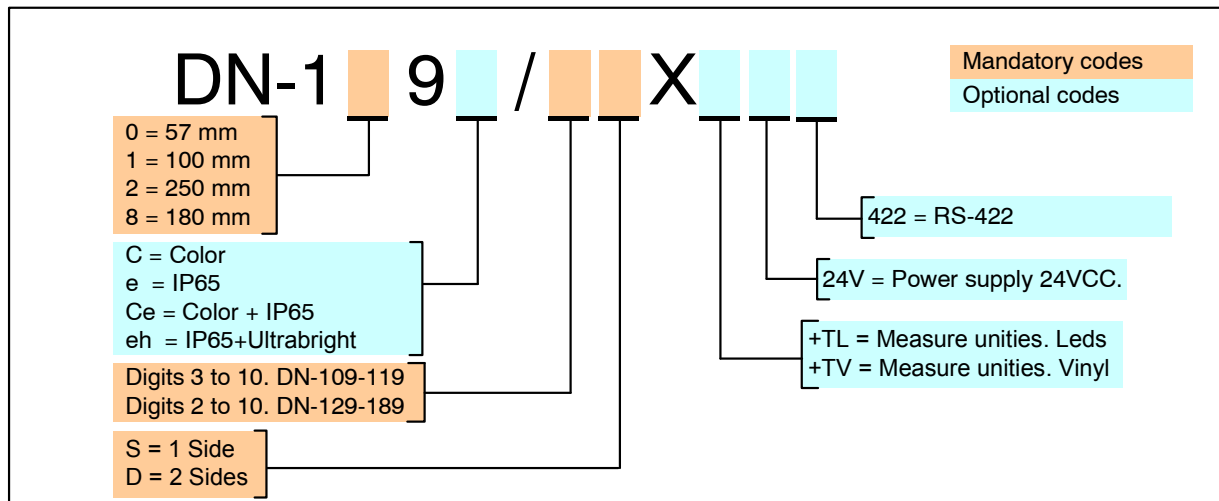 DN-1 9 / X
Mandatory codes
Optional codes
0 = 57 mm
1 = 100 mm
2 = 250 mm
8 = 180 mm
C = Color
e = IP65
Ce = Color + IP65
eh = IP65+Ultrabright
Digits 3 to 10. DN-109-119
Digits 2 to 10. DN-129-189
S = 1 Side
D = 2 Sides
422 = RS-422
24V = Power supply 24VCC.
+TL = Measure unities. Leds
+TV = Measure unities. Vinyl